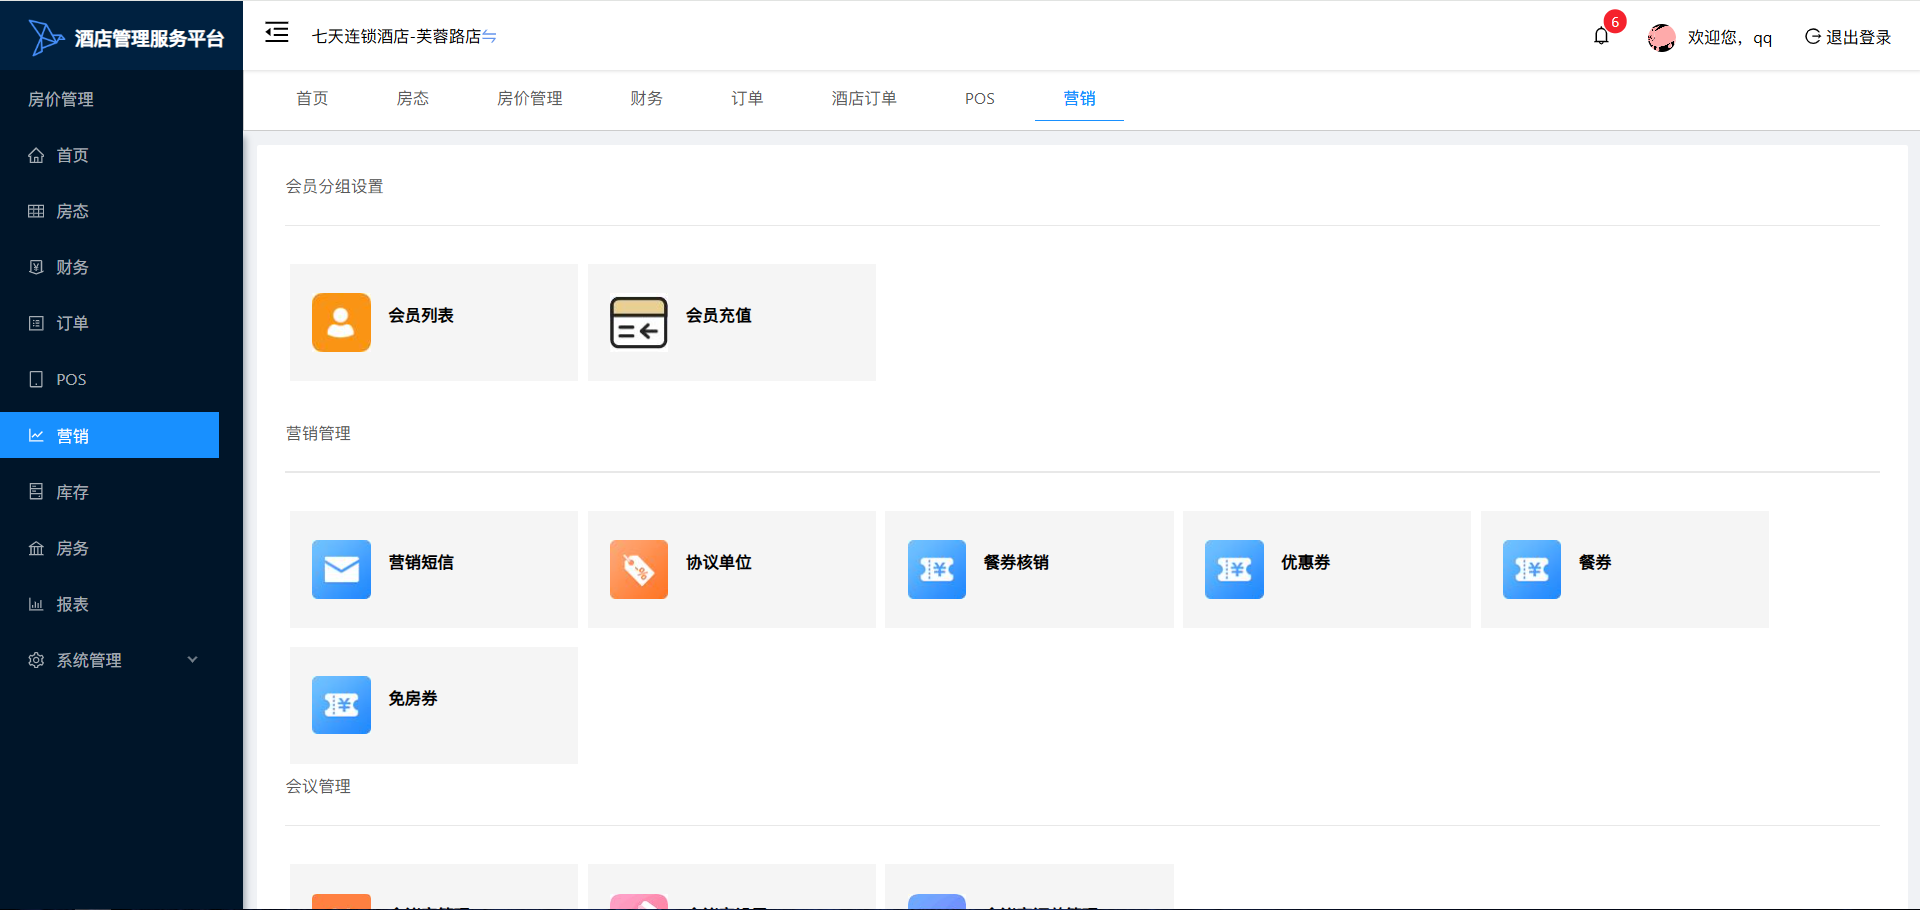 酒店管理服务平台
七天连锁酒店-芙蓉路店
6
欢迎您，qq
退出登录
首页
房态
房价管理
财务
订单
酒店订单
POS
营销
房价管理
首页
房态
财务
订单
POS
营销
库存
房务
报表
系统管理
会员分组设置
会员列表
会员充值
营销管理
营销短信
协议单位
餐券核销
优惠券
餐券
免房券
会议管理